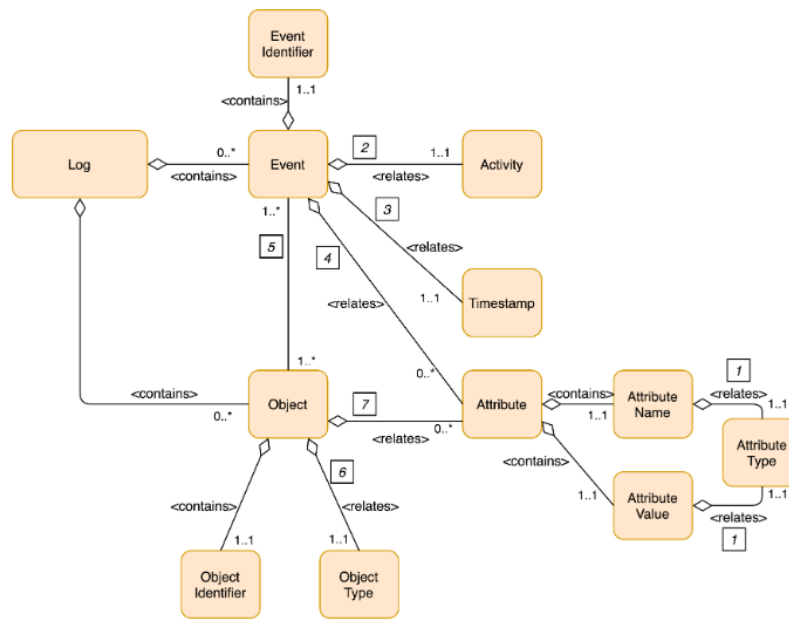 Event
Identifier
1..1
<contains>
Log
0..*
<contains>
Event
2
1..1
<relates>
Activity
1..*
3
5
4
<relates>
<relates>
1..1
Timestamp
1..*
0..*
<contains>
0..*
Object
7
<relates>
0..*
Attribute
<contains>
1..1
Attribute
Name
1
<relates>
1..1
Attribute
Type
<contains>
1..1
Attribute
Value
1..1
<relates>
1
6
<contains>
<relates>
1..1
1..1
Object
Identifier
Object
Type